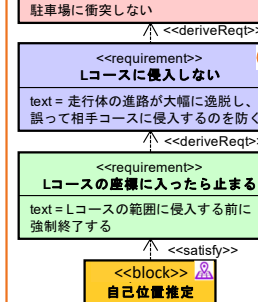 駐車場に衝突しない
<<deriveReqt>>
<<requirement>>
Lコースに侵入しない
text = 走行体の進路が大幅に逸脱し、
誤って相手コースに侵入するのを防ぐ
<<deriveReqt>
<<requirement>>
Lコースの座標に入ったら止まる
text = Lコースの範囲に侵入する前に
強制終了する
<<satisfy>>
<<block>>
自己位置推定